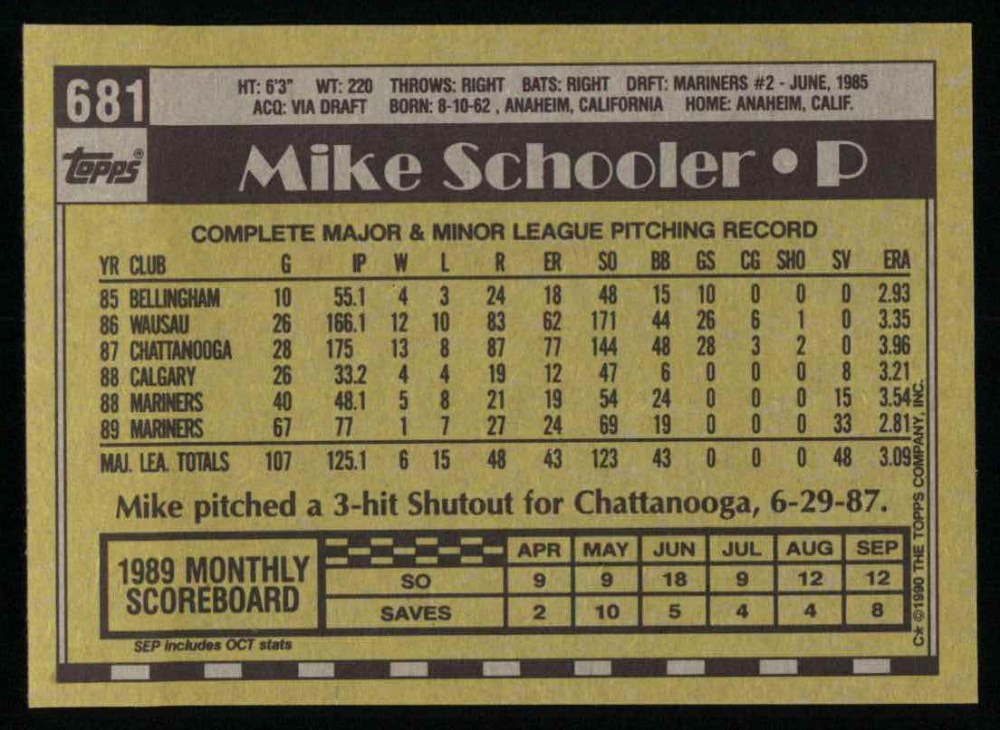 681
HT: 6'3" WT: 220 THROWS: RIGHT BATS: RIGHT DRFT: MARINERS #2 - JUNE, 1985
ACQ: VIA DRAFT BORN: 8-10-62 , ANAHEIM, CALIFORNIA HOME: ANAHEIM, CALIF.
topps®
Mike Schooler • P
COMPLETE MAJOR & MINOR LEAGUE PITCHING RECORD
YR CLUB G IP W L R ER SO BB GS CG SHO SV ERA
85 BELLINGHAM 10 55.1 4 3 24 18 48 15 10 0 0 0 2.93
86 WAUSAU 26 166.1 12 10 83 62 171 44 26 6 1 0 3.35
87 CHATTANOOGA 28 175 13 8 87 77 144 48 28 3 2 0 3.96
88 CALGARY 26 33.2 4 4 19 12 47 6 0 0 0 8 3.21
88 MARINERS 40 48.1 5 8 21 19 54 24 0 0 0 15 3.54
89 MARINERS 67 77 1 7 27 24 69 19 0 0 0 33 2.81
MAJ. LEA. TOTALS 107 125.1 6 15 48 43 123 43 0 0 0 48 3.09
Mike pitched a 3-hit Shutout for Chattanooga, 6-29-87.
1989 MONTHLY
SCOREBOARD
APR MAY JUN JUL AUG SEP
SO 9 9 18 9 12 12
SAVES 2 10 5 4 4 8
SEP includes OCT stats
C* ©1990 THE TOPPS COMPANY, INC.